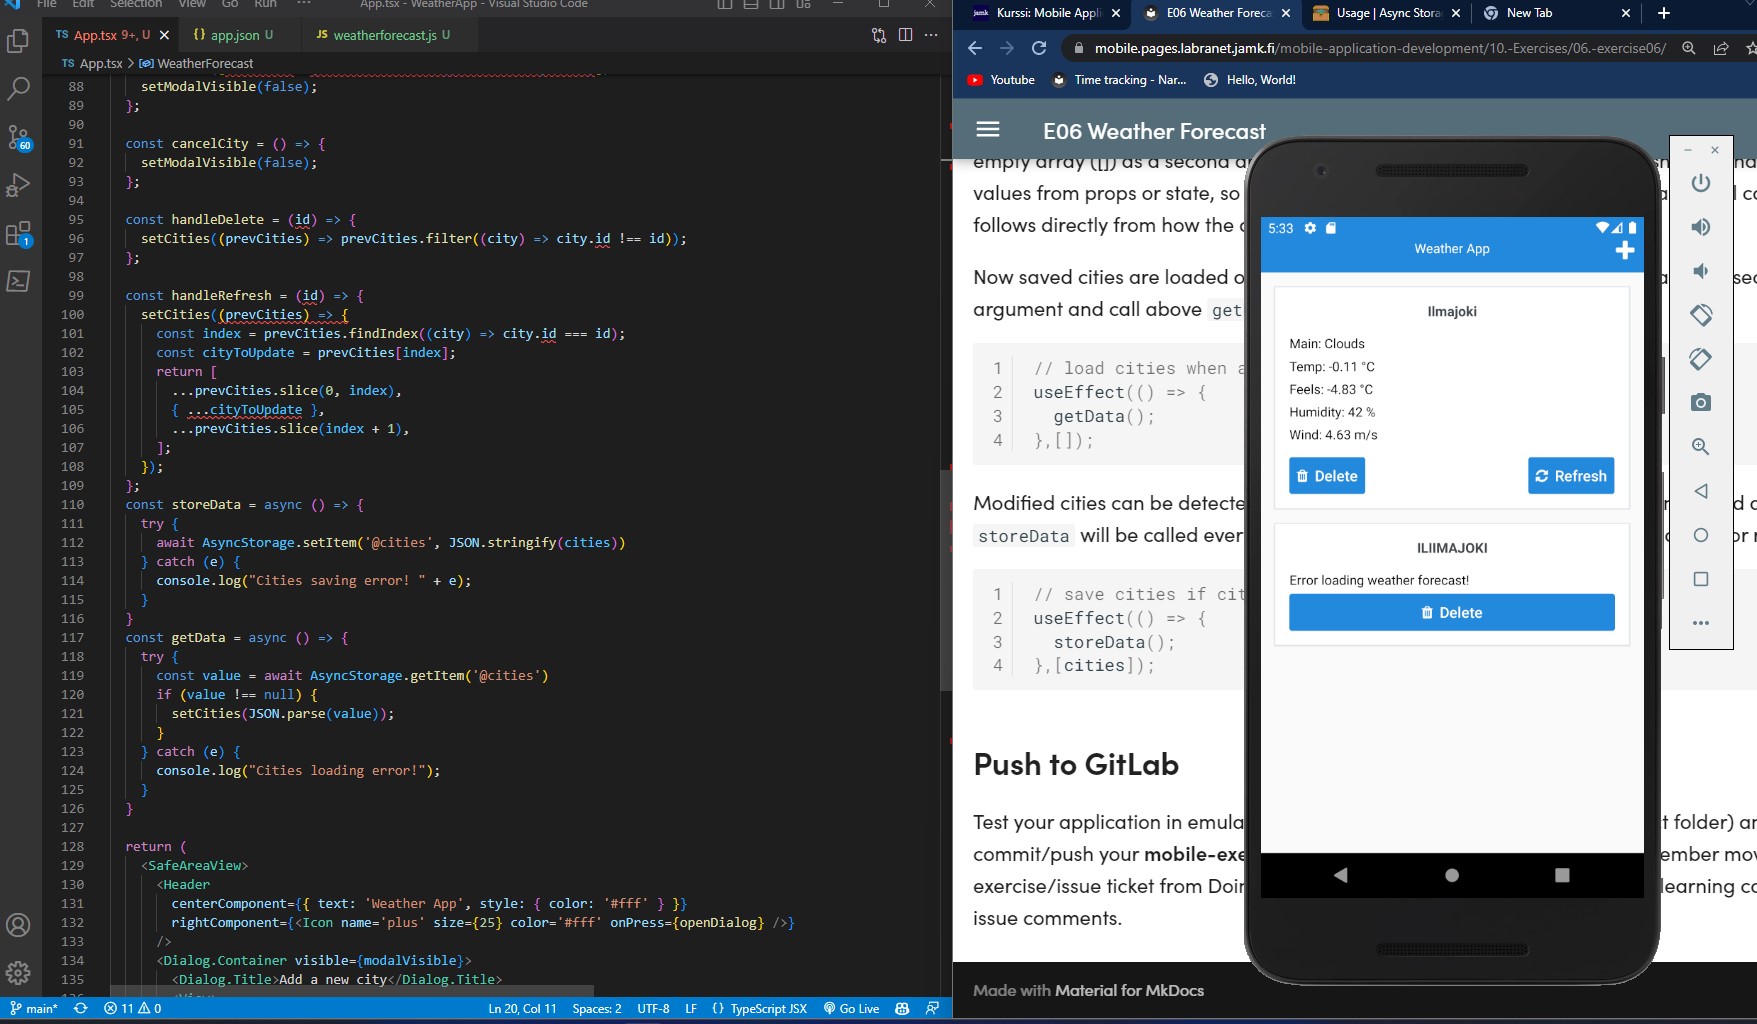 File Edit Selection View Go Run ··· App.tsx - WeatherApp - Visual Studio Code
TS App.tsx 9+, U
{} app.json U
JS weatherforecast.js U
TS App.tsx > WeatherForecast
88 setModalVisible(false);
89 };
90
91 const cancelCity = () => {
92 setModalVisible(false);
93 };
94
95 const handleDelete = (id) => {
96 setCities((prevCities) => prevCities.filter((city) => city.id !== id));
97 };
98
99 const handleRefresh = (id) => {
100 setCities((prevCities) => {
101 const index = prevCities.findIndex((city) => city.id === id);
102 const cityToUpdate = prevCities[index];
103 return [
104 ...prevCities.slice(0, index),
105 { ...cityToUpdate },
106 ...prevCities.slice(index + 1),
107 ];
108 });
109 };
110 const storeData = async () => {
111 try {
112 await AsyncStorage.setItem('@cities', JSON.stringify(cities))
113 } catch (e) {
114 console.log("Cities saving error! " + e);
115 }
116 }
117 const getData = async () => {
118 try {
119 const value = await AsyncStorage.getItem('@cities')
120 if (value !== null) {
121 setCities(JSON.parse(value));
122 }
123 } catch (e) {
124 console.log("Cities loading error!");
125 }
126 }
127
128 return (
129 <SafeAreaView>
130 <Header
131 centerComponent={{ text: 'Weather App', style: { color: '#fff' } }}
132 rightComponent={<Icon name='plus' size={25} color='#fff' onPress={openDialog} />}
133 />
134 <Dialog.Container visible={modalVisible}>
135 <Dialog.Title>Add a new city</Dialog.Title>
60
1
main* 11 0 Ln 20, Col 11 Spaces: 2 UTF-8 LF {} TypeScript JSX Go Live
jamk Kurssi: Mobile Appli
E06 Weather Foreca
Usage | Async Stora
New Tab
mobile.pages.labranet.jamk.fi/mobile-application-development/10.-Exercises/06.-exercise06/
Youtube Time tracking - Nar... Hello, World!
E06 Weather Forecast
empty array ([]) as a second a
values from props or state, so
follows directly from how the
Now saved cities are loaded o
argument and call above get
1 // load cities when a
2 useEffect(() => {
3 getData();
4 },[]);
Modified cities can be detecte
storeData will be called ever
1 // save cities if cit
2 useEffect(() => {
3 storeData();
4 },[cities]);
Push to GitLab
Test your application in emula t folder) ar
commit/push your mobile-exe ember mov
exercise/issue ticket from Doin learning co
issue comments.
Made with Material for MkDocs
5:33
Weather App
Ilmajoki
Main: Clouds
Temp: -0.11 °C
Feels: -4.83 °C
Humidity: 42 %
Wind: 4.63 m/s
Delete Refresh
ILIIMAJOKI
Error loading weather forecast!
Delete